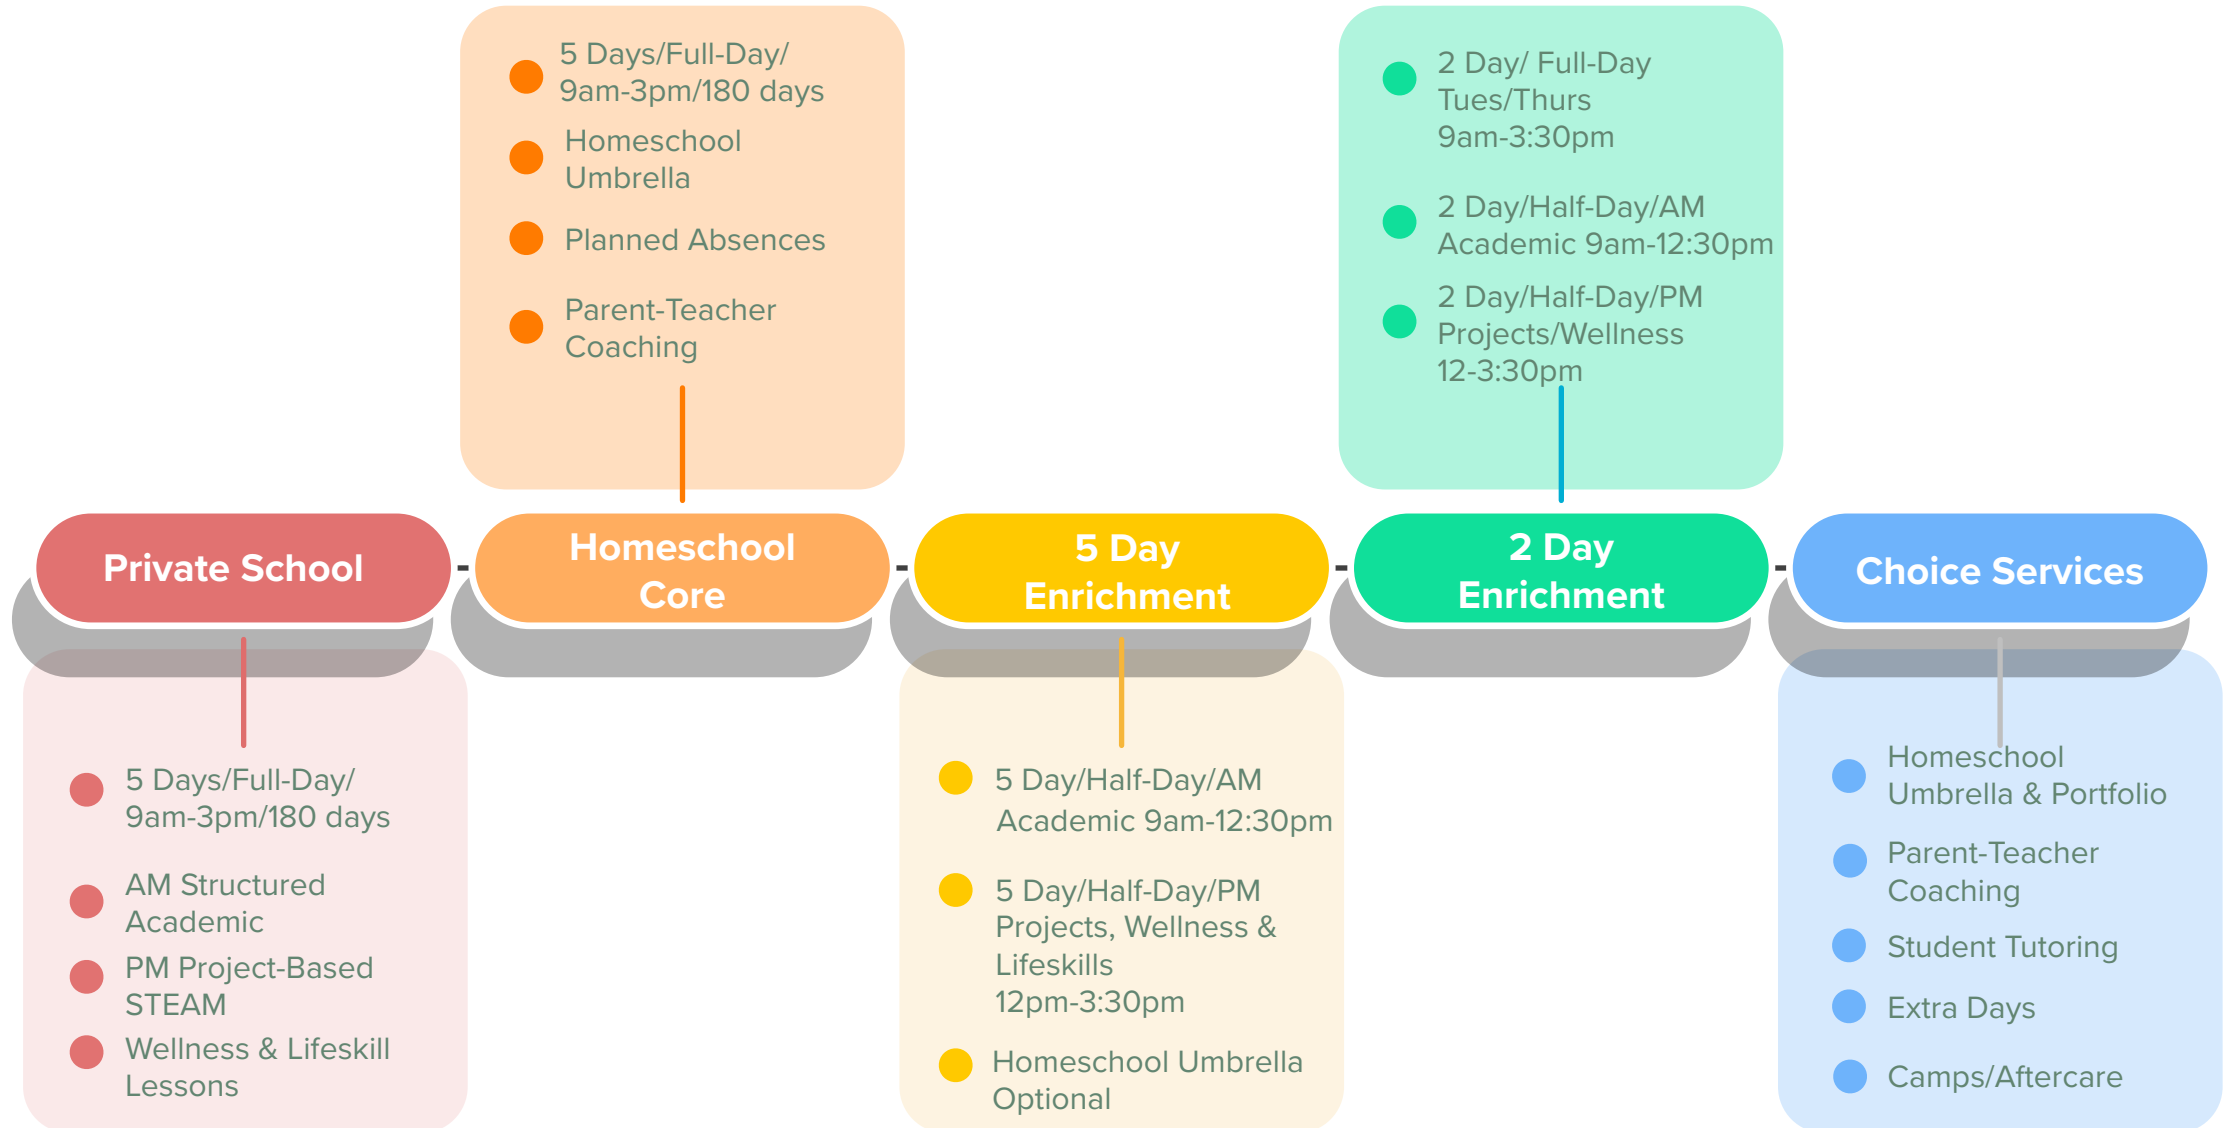 5 Days/Full-Day/
9am-3pm/180 days
Homeschool
Umbrella
Planned Absences
Parent-Teacher
Coaching
2 Day/ Full-Day
Tues/Thurs
9am-3:30pm
2 Day/Half-Day/AM
Academic 9am-12:30pm
2 Day/Half-Day/PM
Projects/Wellness
12-3:30pm
Private School
Homeschool
Core
5 Day
Enrichment
2 Day
Enrichment
Choice Services
5 Days/Full-Day/
9am-3pm/180 days
AM Structured
Academic
PM Project-Based
STEAM
Wellness & Lifeskill
Lessons
5 Day/Half-Day/AM
Academic 9am-12:30pm
5 Day/Half-Day/PM
Projects, Wellness &
Lifeskills
12pm-3:30pm
Homeschool Umbrella
Optional
Homeschool
Umbrella & Portfolio
Parent-Teacher
Coaching
Student Tutoring
Extra Days
Camps/Aftercare